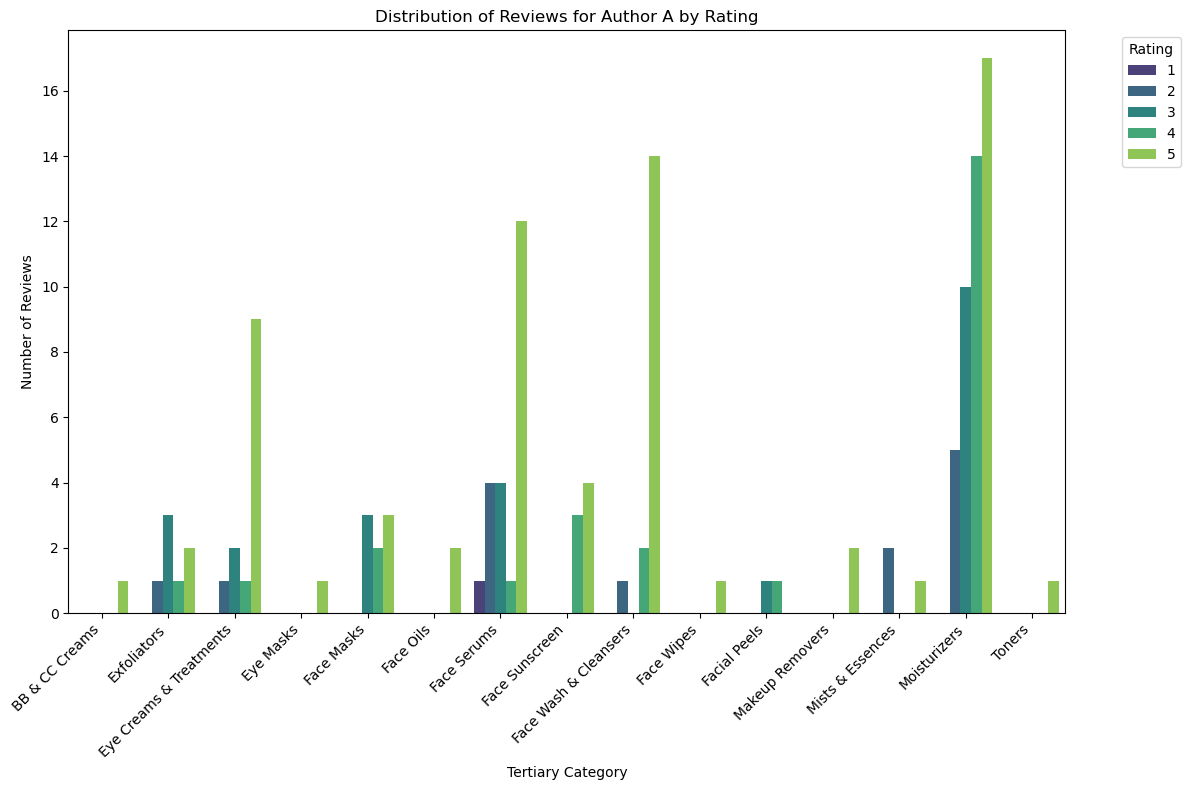 Distribution of Reviews for Author A by Rating
Number of Reviews
16
14
12
10
8
6
4
2
0
BB & CC Creams
Exfoliators
Eye Creams & Treatments
Eye Masks
Face Masks
Face Oils
Face Serums
Face Sunscreen
Face Wash & Cleansers
Face Wipes
Facial Peels
Makeup Removers
Mists & Essences
Moisturizers
Toners
Tertiary Category
Rating
1
2
3
4
5